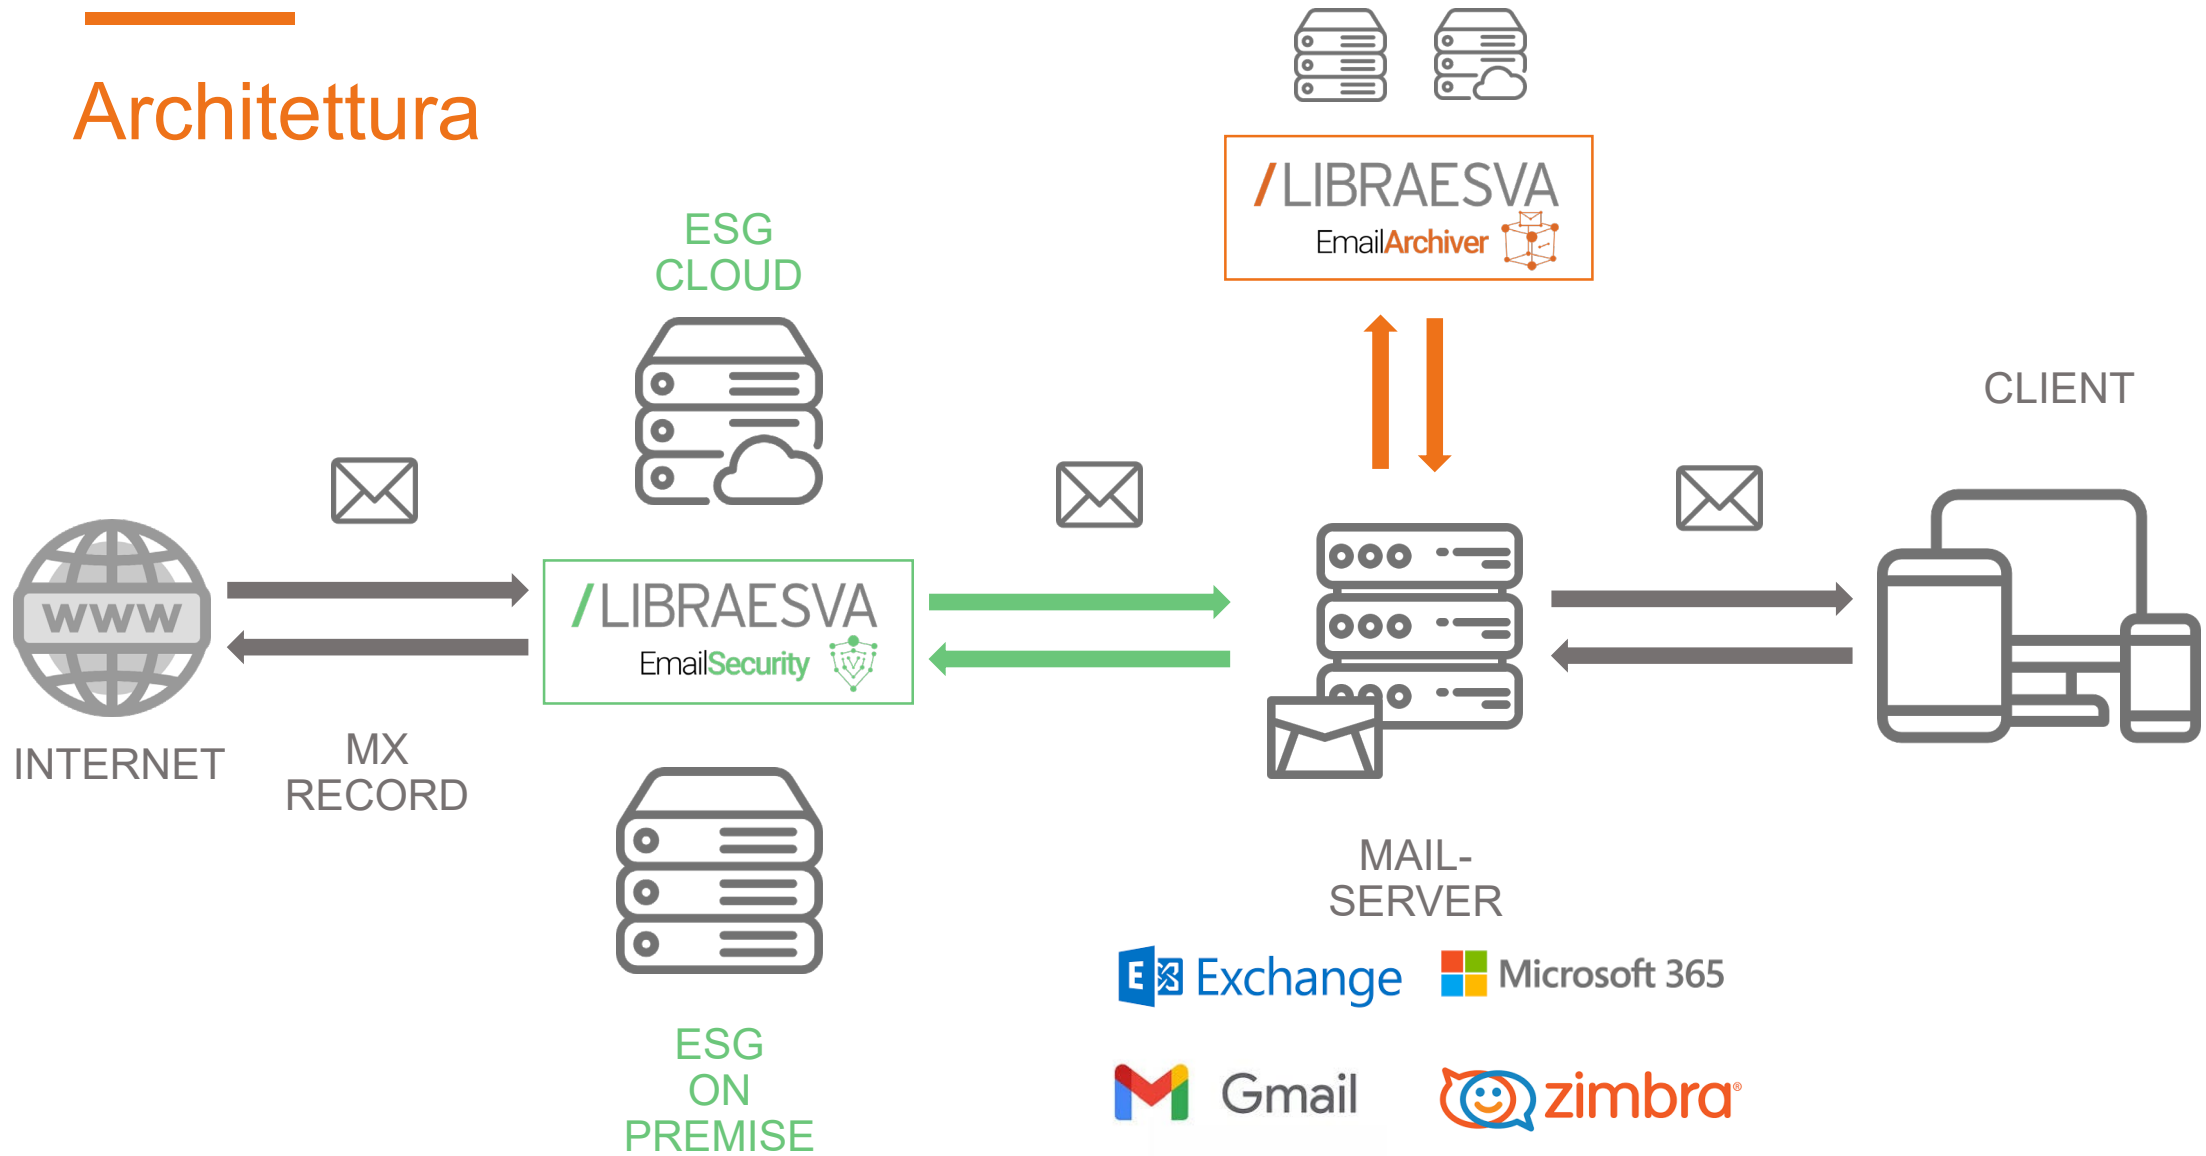 Architettura
/LIBRAESVA
EmailArchiver
ESG
CLOUD
CLIENT
www
/LIBRAESVA
EmailSecurity
INTERNET
MX
RECORD
MAIL-
SERVER
E Exchange
Microsoft 365
ESG
ON
PREMISE
Gmail
zimbra®